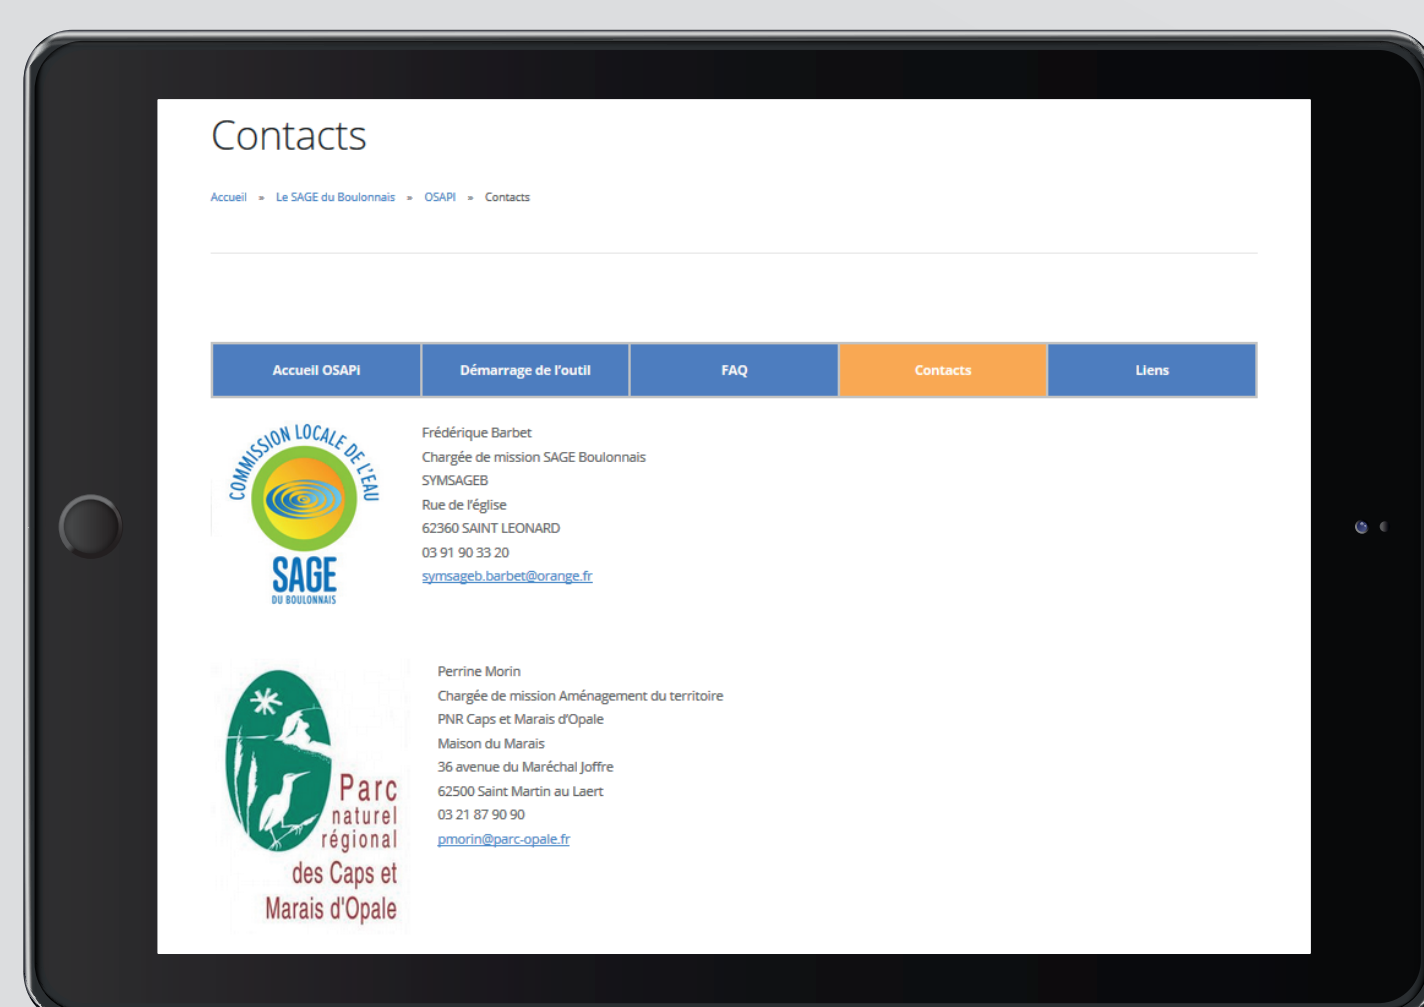 Contacts
Accueil » Le SAGE du Boulonnais » OSAPI » Contacts
Accueil OSAPi
Démarrage de l'outil
FAQ
Contacts
Liens
COMMISSION LOCALE DE L'EAU
SAGE
DU BOULONNAIS
Frédérique Barbet
Chargée de mission SAGE Boulonnais
SYMSAGEB
Rue de l'église
62360 SAINT LEONARD
03 91 90 33 20
symsageb.barbet@orange.fr
Parc
naturel
régional
des Caps et
Marais d'Opale
Perrine Morin
Chargée de mission Aménagement du territoire
PNR Caps et Marais d'Opale
Maison du Marais
36 avenue du Maréchal Joffre
62500 Saint Martin au Laert
03 21 87 90 90
pmorin@parc-opale.fr